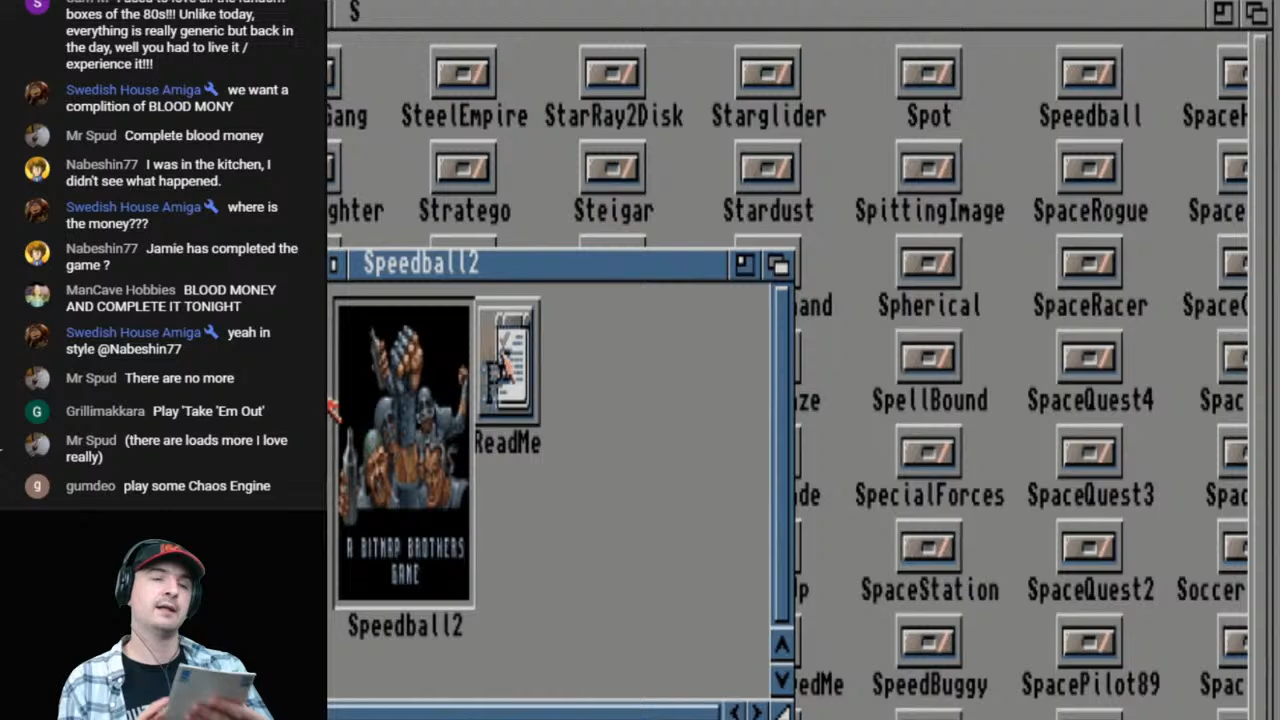 boxes of the 80s!!! Unlike today,
everything is really generic but back in
the day, well you had to live it /
experience it!!!
Swedish House Amiga we want a
complition of BLOOD MONY
Mr Spud Complete blood money
Nabeshin77 I was in the kitchen, I
didn't see what happened.
Swedish House Amiga where is
the money???
Nabeshin77 Jamie has completed the
game ?
ManCave Hobbies BLOOD MONEY
AND COMPLETE IT TONIGHT
Swedish House Amiga yeah in
style @Nabeshin77
Mr Spud There are no more
G Grillimakkara Play 'Take 'Em Out'
Mr Spud (there are loads more I love
really)
g gumdeo play some Chaos Engine
S
Gang SteelEmpire StarRay2Disk Starglider Spot Speedball SpaceH
ghter Stratego Steigar Stardust SpittingImage SpaceRogue Space
and Spherical SpaceRacer Space
ze SpellBound SpaceQuest4 Spac
de SpecialForces SpaceQuest3 Spac
p SpaceStation SpaceQuest2 Soccer
edMe SpeedBuggy SpacePilot89 Spac
Speedball2
A BITMAP BROTHERS
GAME
Speedball2
ReadMe